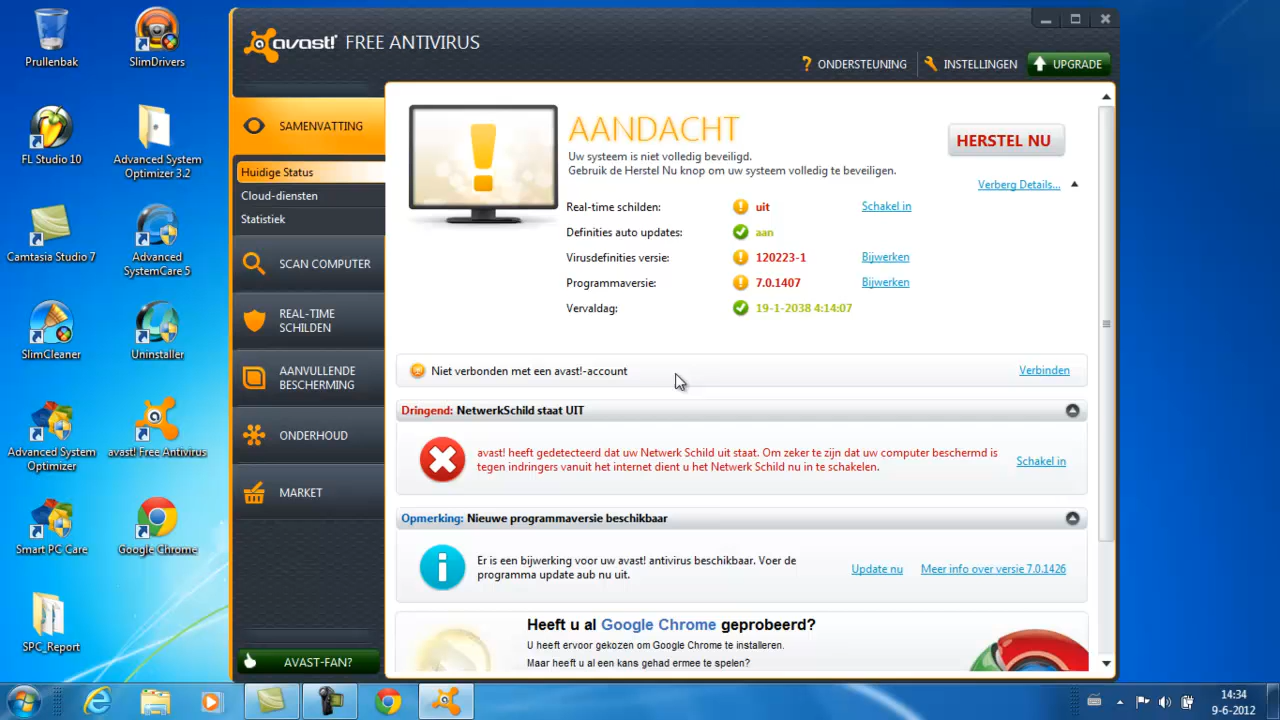 Prullenbak
SlimDrivers
FL Studio 10
Advanced System
Optimizer 3.2
Camtasia Studio 7
Advanced
SystemCare 5
SlimCleaner
Uninstaller
Advanced System
Optimizer
avast! Free Antivirus
Smart PC Care
Google Chrome
SPC_Report
avast! FREE ANTIVIRUS
? ONDERSTEUNING
INSTELLINGEN
UPGRADE
SAMENVATTING
Huidige Status
Cloud-diensten
Statistiek
SCAN COMPUTER
REAL-TIME
SCHILDEN
AANVULLENDE
BESCHERMING
ONDERHOUD
MARKET
AVAST-FAN?
AANDACHT
Uw systeem is niet volledig beveiligd.
Gebruik de Herstel Nu knop om uw systeem volledig te beveiligen.
HERSTEL NU
Verberg Details...
Real-time schilden: uit Schakel in
Definities auto updates: aan
Virusdefinities versie: 120223-1 Bijwerken
Programmaversie: 7.0.1407 Bijwerken
Vervaldag: 19-1-2038 4:14:07
Niet verbonden met een avast!-account Verbinden
Dringend: NetwerkSchild staat UIT
avast! heeft gedetecteerd dat uw Netwerk Schild uit staat. Om zeker te zijn dat uw computer beschermd is
tegen indringers vanuit het internet dient u het Netwerk Schild nu in te schakelen.
Schakel in
Opmerking: Nieuwe programmaversie beschikbaar
Er is een bijwerking voor uw avast! antivirus beschikbaar. Voer de
programma update aub nu uit.
Update nu Meer info over versie 7.0.1426
Heeft u al Google Chrome geprobeerd?
U heeft ervoor gekozen om Google Chrome te installeren.
Maar heeft u al een kans gehad ermee te spelen?
14:34
9-6-2012